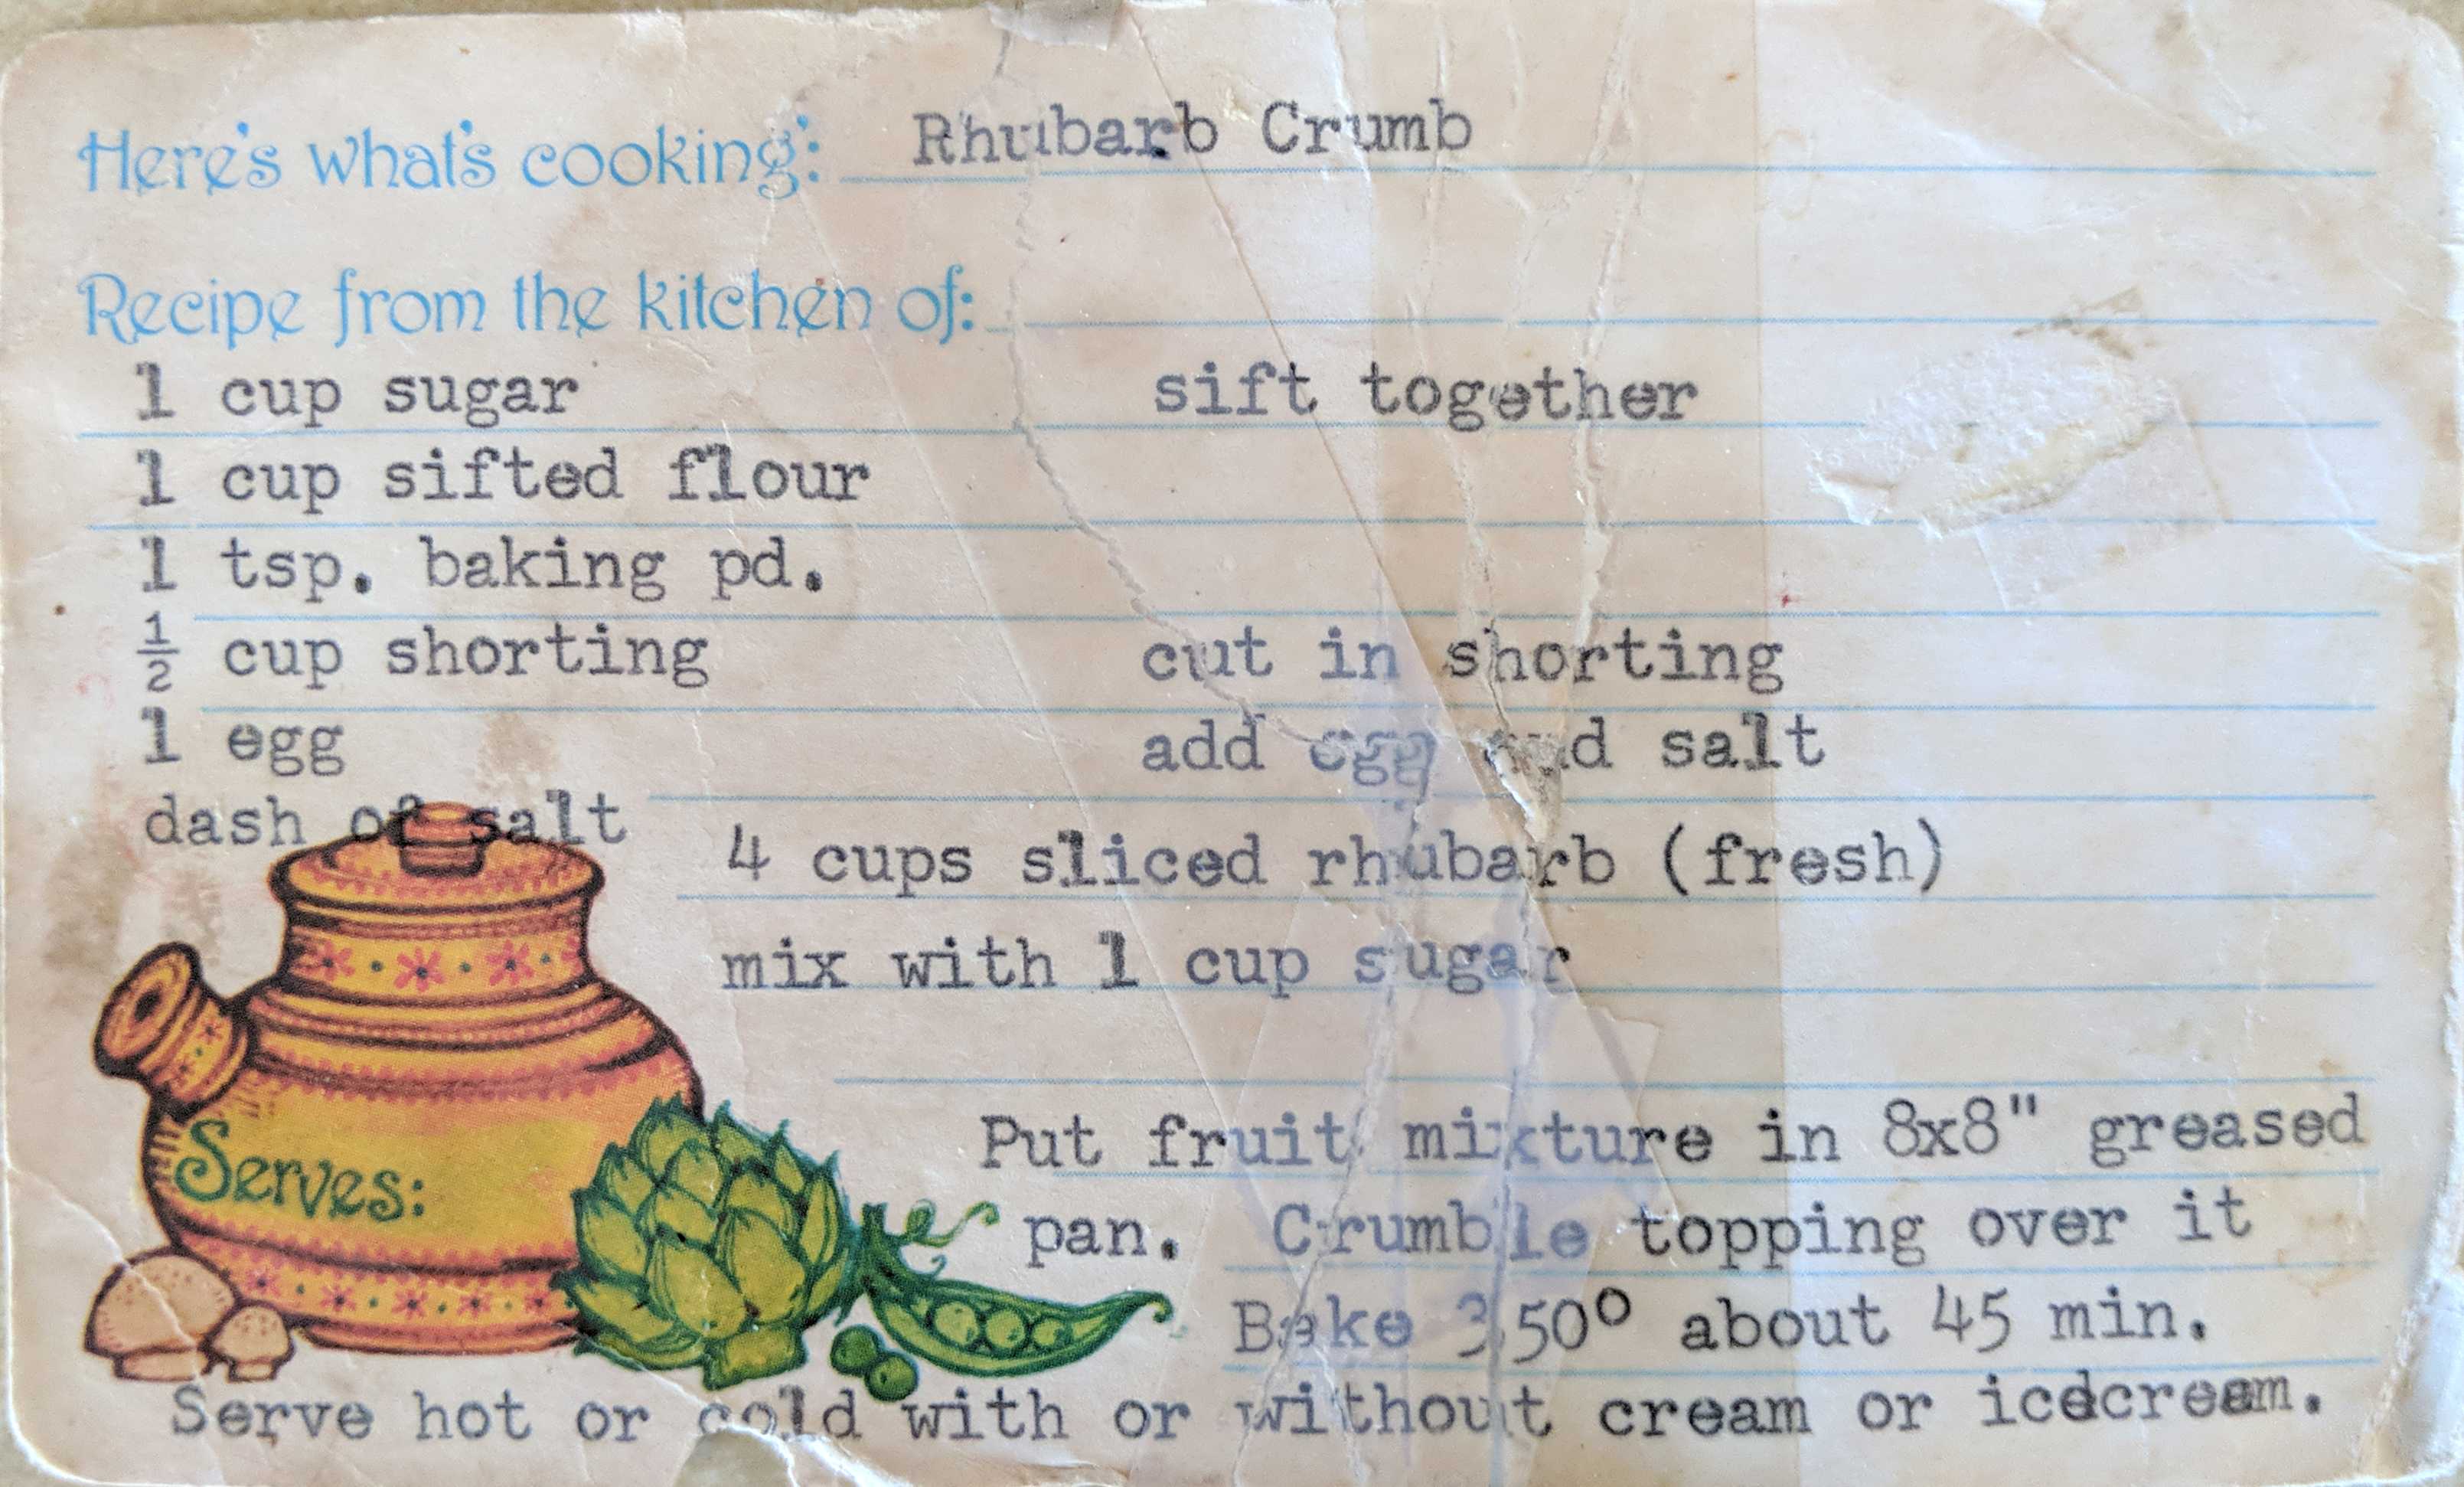 Here's what's cooking: Rhubarb Crumb
Recipe from the kitchen of:
1 cup sugar sift together
1 cup sifted flour
1 tsp. baking pd.
½ cup shorting cut in shorting
1 egg add egg and salt
dash of salt
4 cups sliced rhubarb (fresh)
mix with 1 cup sugar
Put fruit mixture in 8x8" greased
Serves:
pan. Crumble topping over it
Bake 350° about 45 min.
Serve hot or cold with or without cream or icecream.